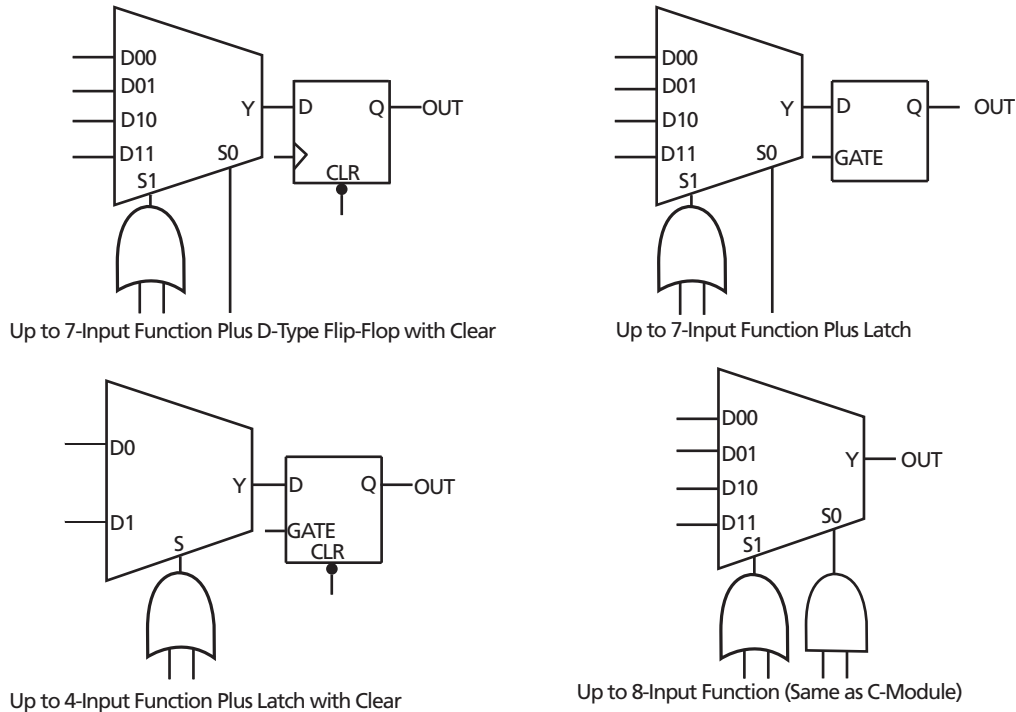 D00
D01
D10
D11
S1
S0
Y
D
Q
CLR
OUT
Up to 7-Input Function Plus D-Type Flip-Flop with Clear
D00
D01
D10
D11
S1
S0
Y
D
Q
GATE
OUT
Up to 7-Input Function Plus Latch
D0
D1
S
Y
D
Q
GATE
CLR
OUT
Up to 4-Input Function Plus Latch with Clear
D00
D01
D10
D11
S1
S0
Y
OUT
Up to 8-Input Function (Same as C-Module)